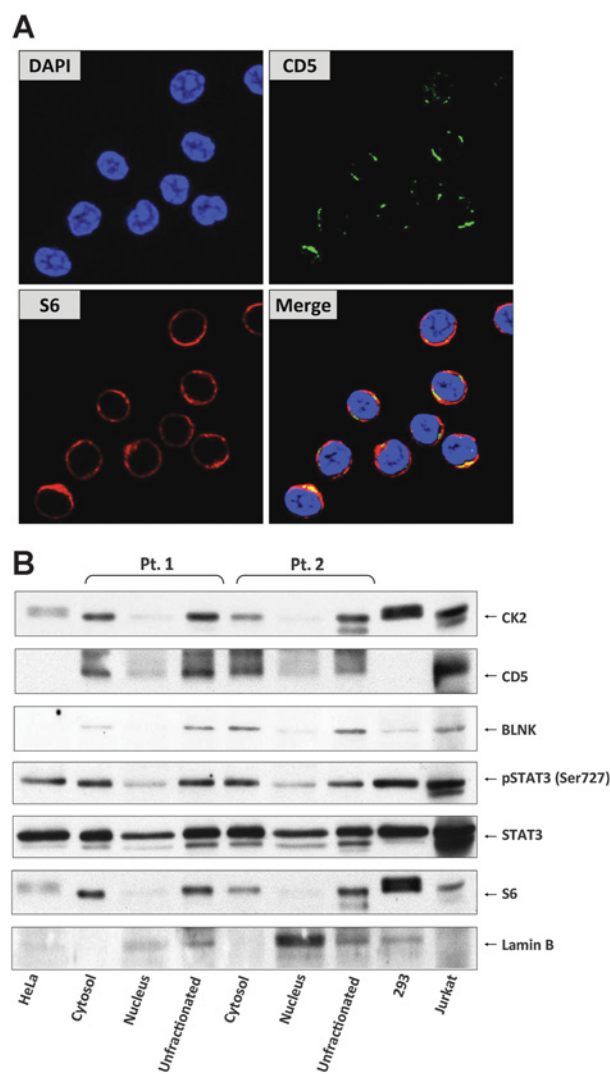 A
DAPI
CD5
S6
Merge
B
Pt. 1
Pt. 2
←CK2
←CD5
←BLNK
←pSTAT3 (Ser727)
←STAT3
←S6
←Lamin B
HeLa
Cytosol
Nucleus
Unfractionated
Cytosol
Nucleus
Unfractionated
293
Jurkat